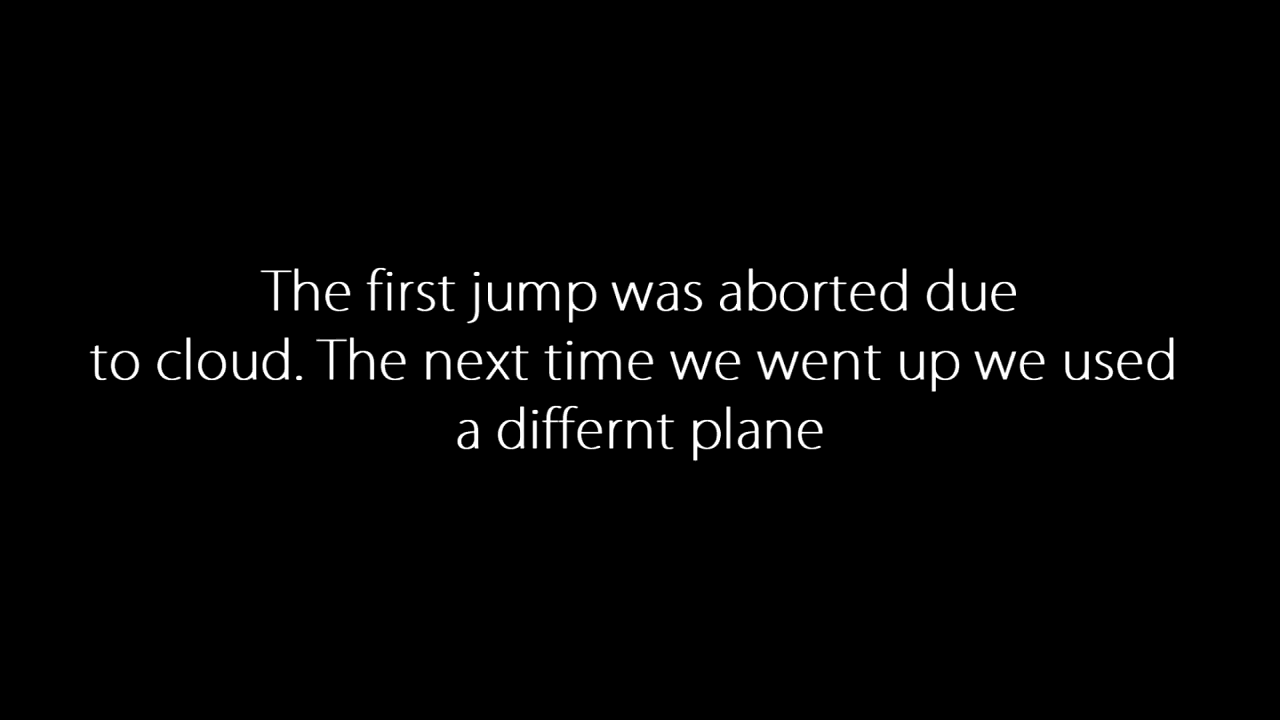 The first jump was aborted due
to cloud. The next time we went up we used
a differnt plane